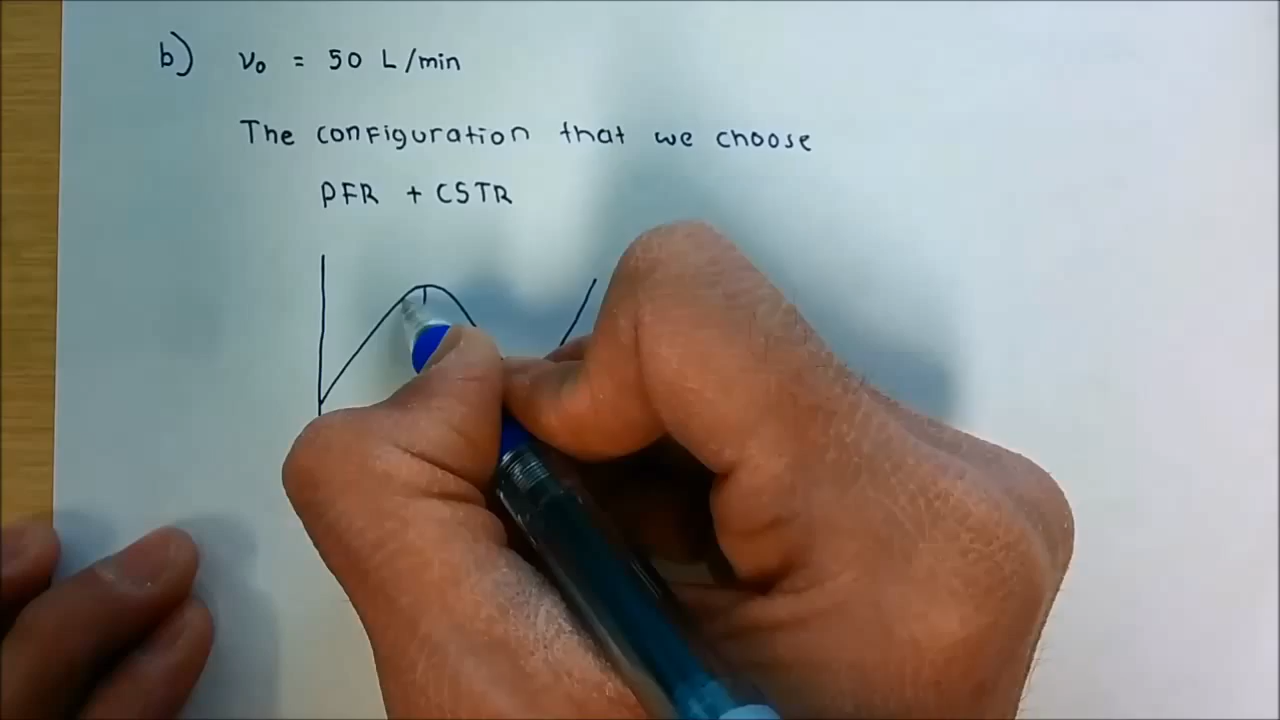 b) v₀ = 50 L/min
The configuration that we choose
PFR + CSTR